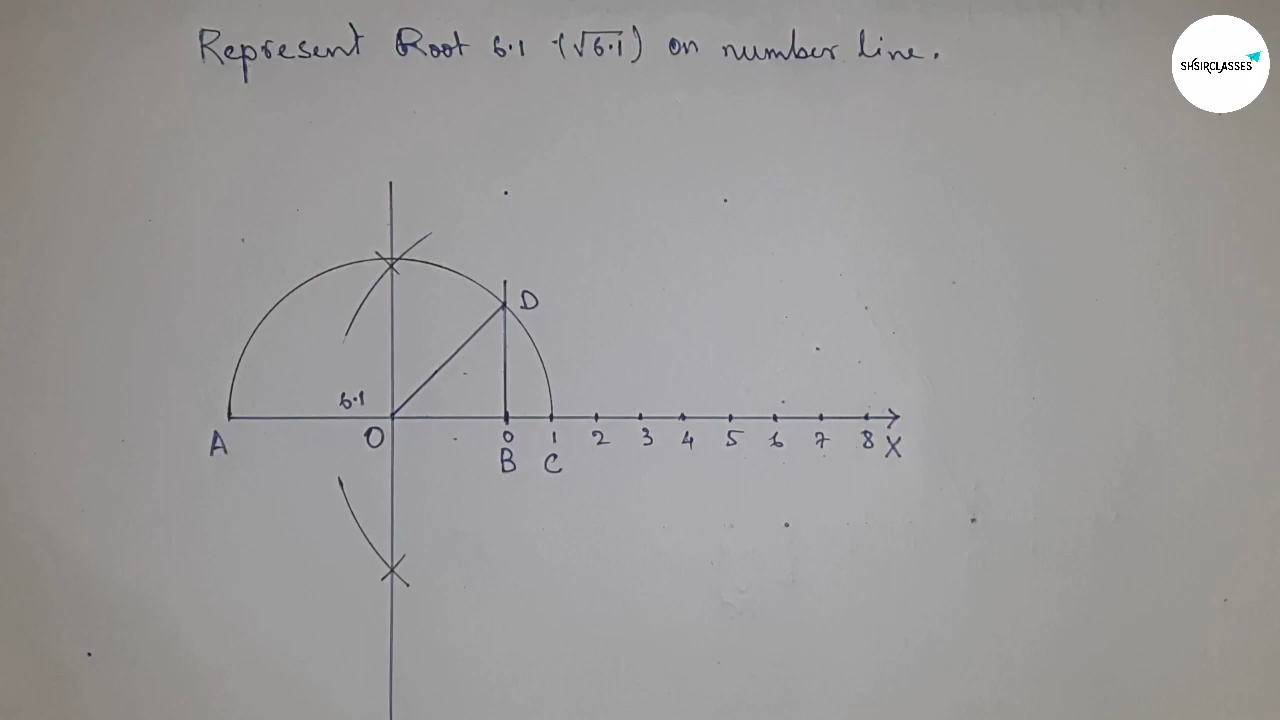 Represent Root 6.1 (√6.1) on number line.
SHSIRCLASSES
D
6.1
A O 0 1 2 3 4 5 6 7 8 X
B C